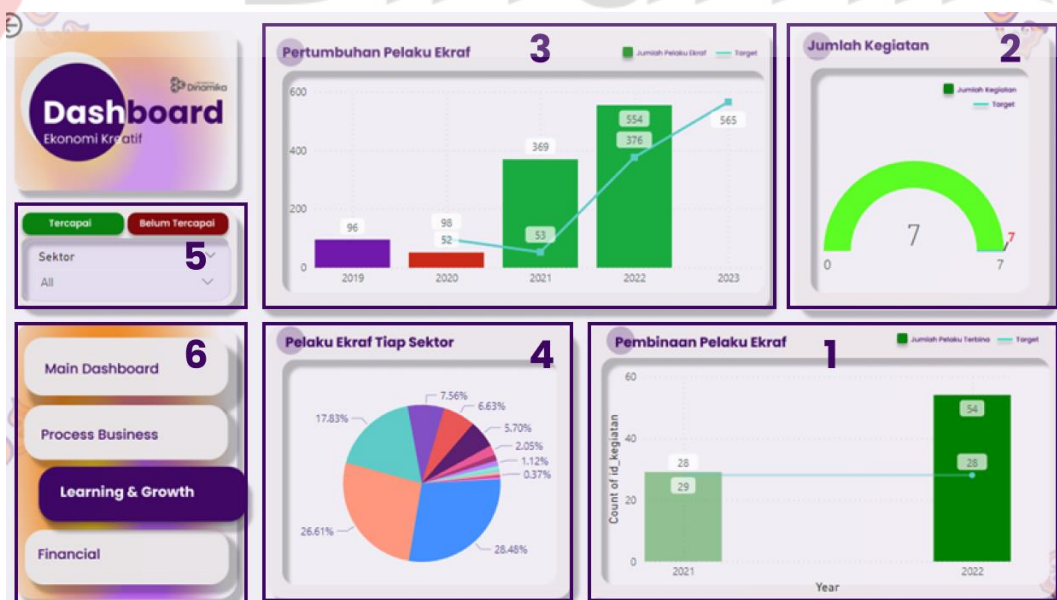 Dinamika
Dashboard
Ekonomi Kreatif
Tercapai
Belum Tercapai
5
Sektor
All
6
Main Dashboard
Process Business
Learning & Growth
Financial
Pertumbuhan Pelaku Ekraf
3
Jumlah Pelaku Ekraf
Target
600
400
200
0
96
98
52
369
53
554
376
565
2019
2020
2021
2022
2023
Jumlah Kegiatan
2
Jumlah Kegiatan
Target
7
7
0
7
Pelaku Ekraf Tiap Sektor
4
7.56%
6.63%
5.70%
2.05%
1.12%
0.37%
17.83%
26.61%
28.48%
Pembinaan Pelaku Ekraf
1
Jumlah Pelaku Terbina
Target
Count of id_kegiatan
60
40
20
0
28
29
54
28
2021
2022
Year